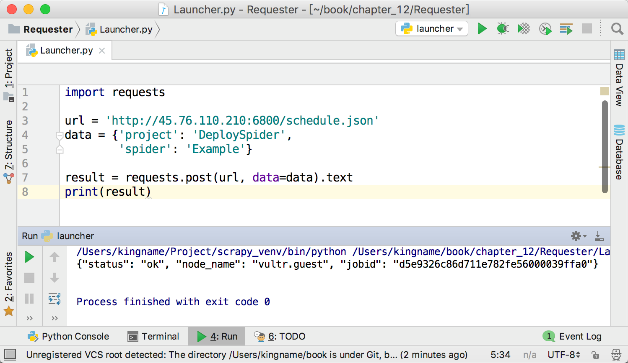 Launcher.py - Requester - [~/book/chapter_12/Requester]
Requester Launcher.py launcher
Launcher.py
1: Project
7: Structure
2: Favorites
Data View
Database
1 import requests
2
3 url = 'http://45.76.110.210:6800/schedule.json'
4 data = {'project': 'DeploySpider',
5 'spider': 'Example'}
6
7 result = requests.post(url, data=data).text
8 print(result)
Run launcher
/Users/kingname/Project/scrapy_venv/bin/python /Users/kingname/book/chapter_12/Requester/La
{"status": "ok", "node_name": "vultr.guest", "jobid": "d5e9326c86d711e782fe56000039ffa0"}
Process finished with exit code 0
>> >>
Python Console Terminal 4: Run 6: TODO 1 Event Log
Unregistered VCS root detected: The directory /Users/kingname/book is under Git, b... (2 minutes ago) 5:34 n/a UTF-8